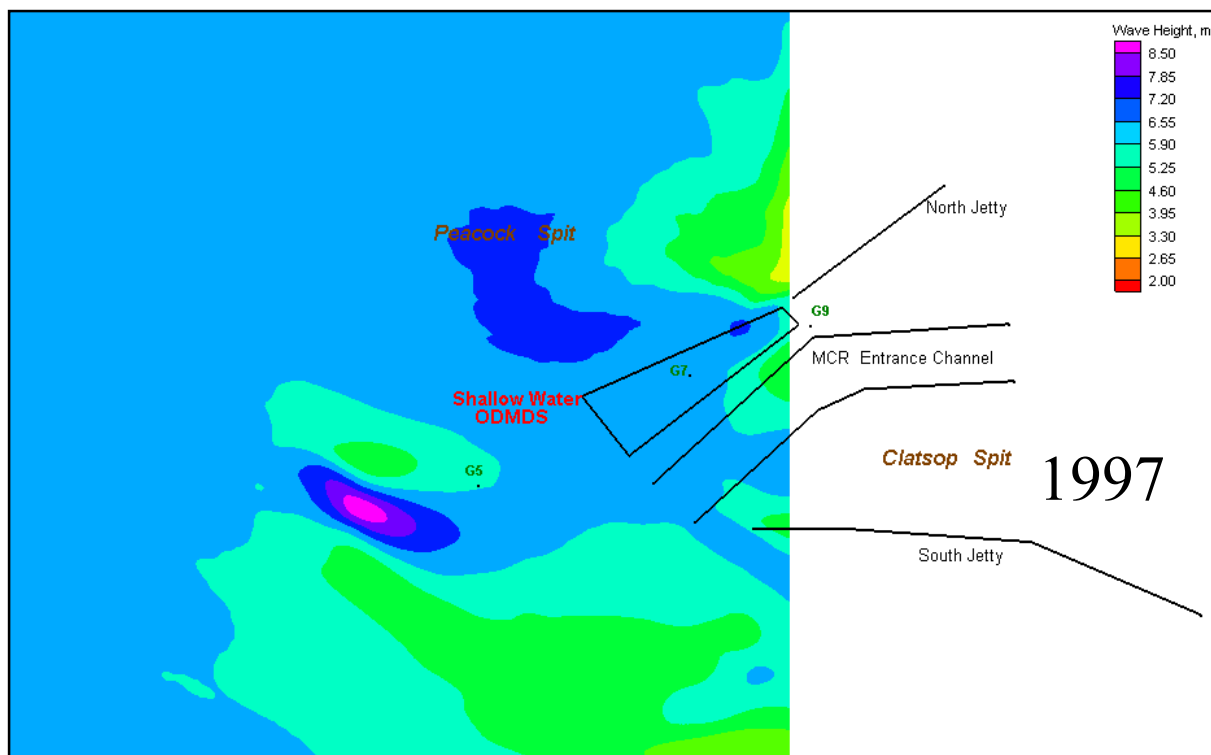 Wave Height, m
8.50
7.85
7.20
6.55
5.90
5.25
4.60
3.95
3.30
2.65
2.00
North Jetty
Peacock Spit
G9
MCR Entrance Channel
G7
Shallow Water
ODMDS
Clatsop Spit
1997
G5
South Jetty